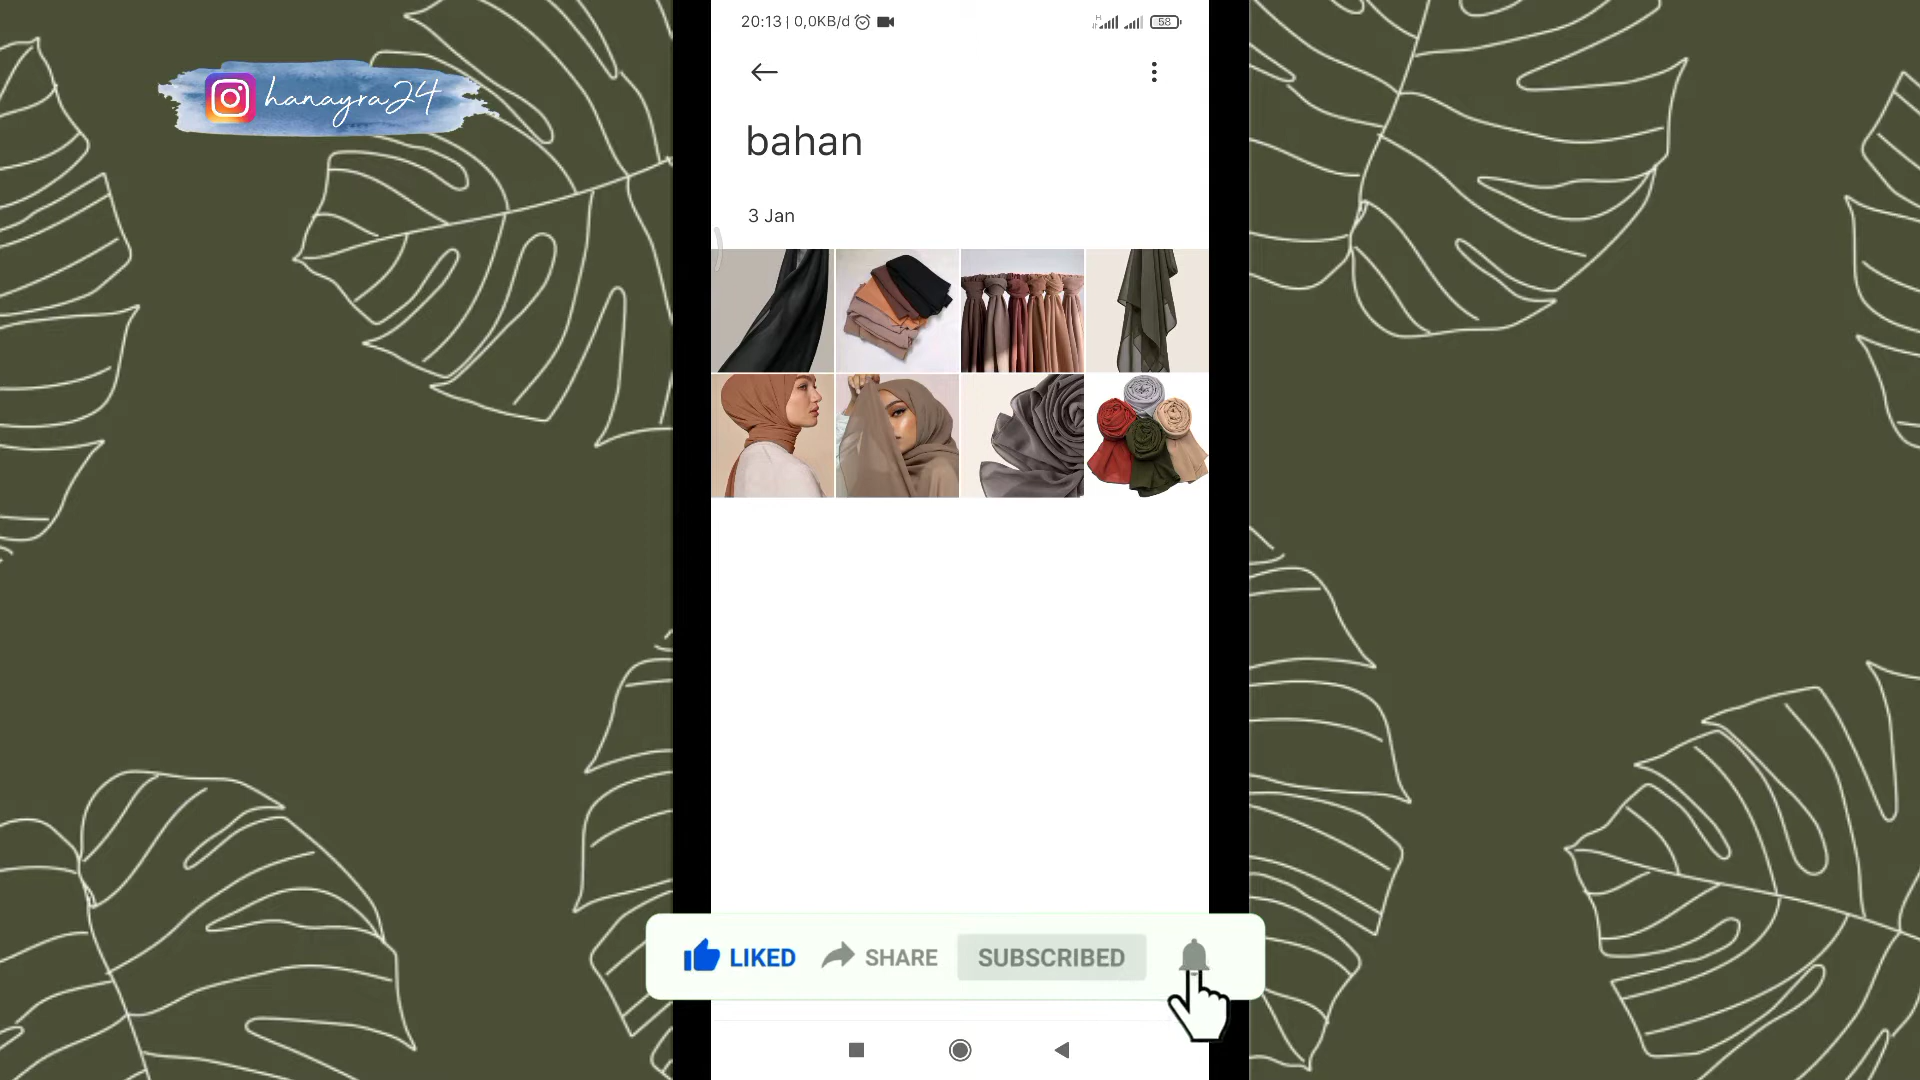 20:13 | 0,0KB/d
58
hanayra24
bahan
3 Jan
LIKED
SHARE
SUBSCRIBED